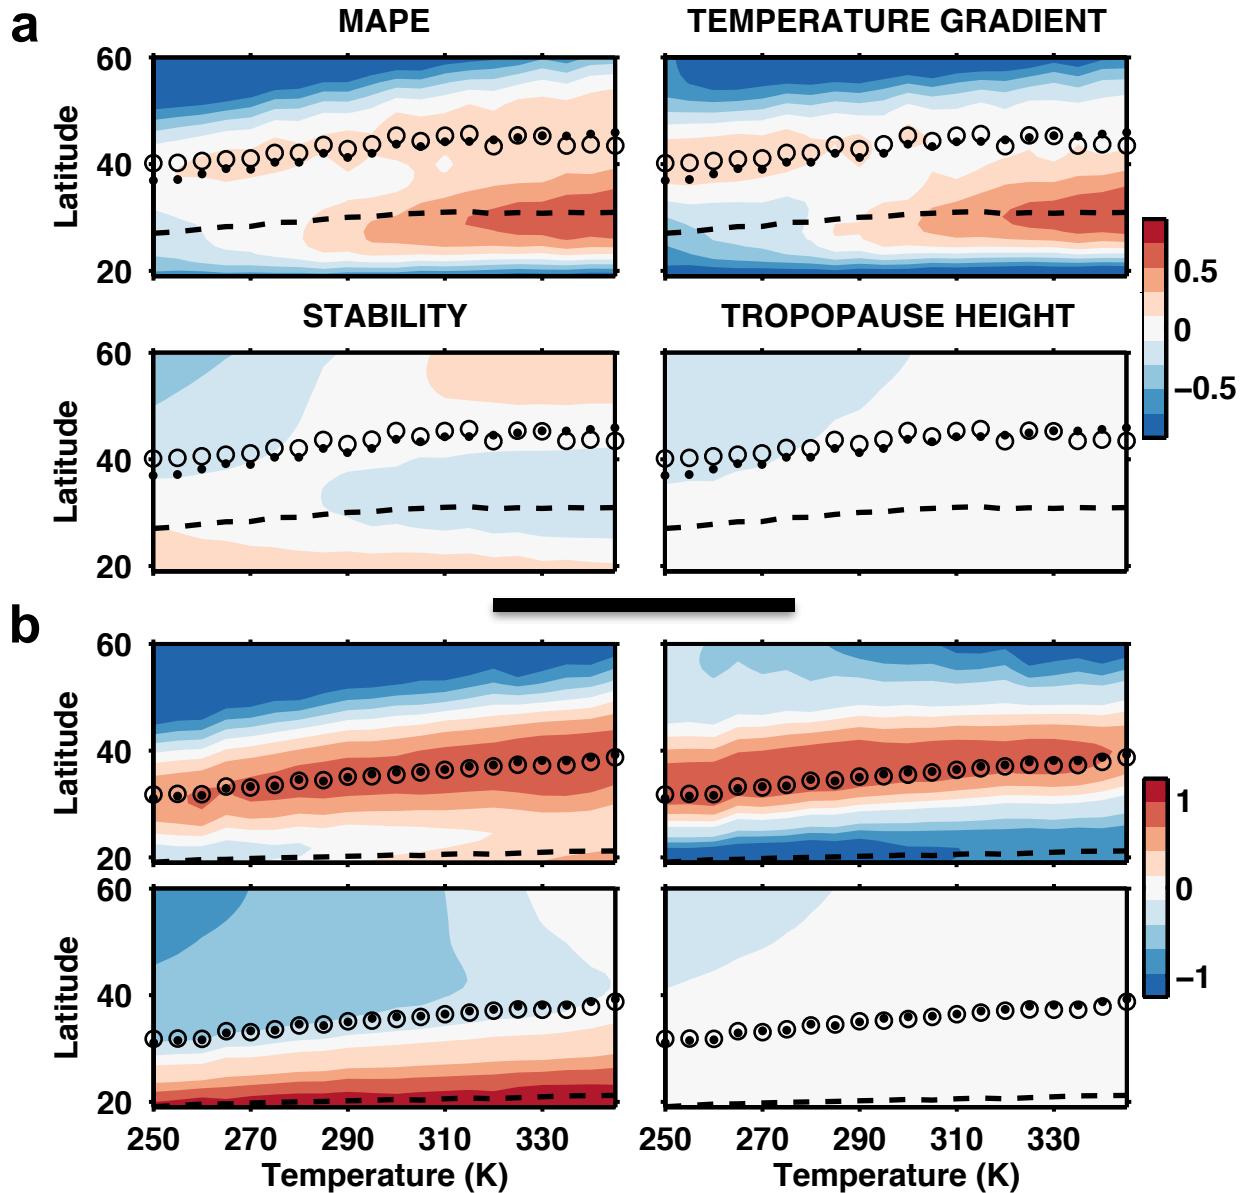 a
MAPE
TEMPERATURE GRADIENT
60
40
20
Latitude
STABILITY
TROPOPAUSE HEIGHT
60
40
20
Latitude
0.5
0
−0.5
b
60
40
20
Latitude
60
40
20
Latitude
1
0
−1
250 270 290 310 330
250 270 290 310 330
Temperature (K)
Temperature (K)